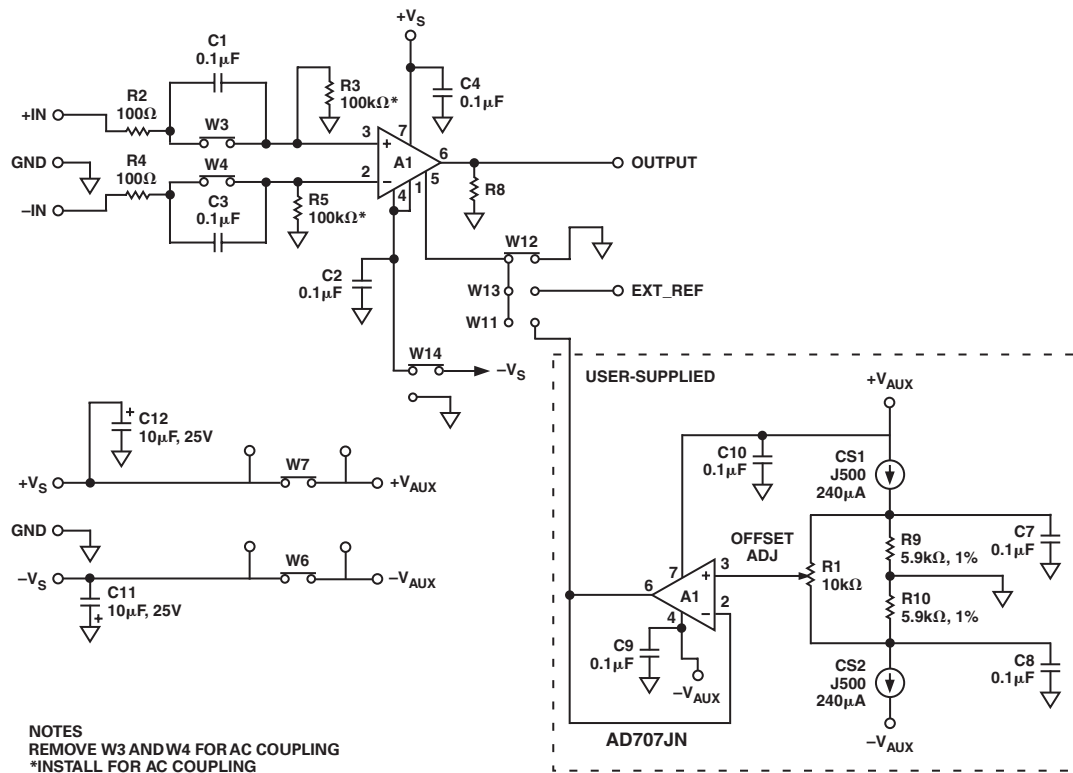 +VS
C1
0.1µF
R2
100Ω
+IN
W3
R3
100kΩ*
C4
0.1µF
3
7
+
A1
6
OUTPUT
GND
R4
100Ω
W4
2
–
5
1
4
R8
–IN
C3
0.1µF
R5
100kΩ*
W12
C2
0.1µF
W13
EXT_REF
W11
W14
–VS
USER-SUPPLIED
+VAUX
+
C12
10µF, 25V
C10
0.1µF
CS1
J500
240µA
+VS
W7
+VAUX
GND
OFFSET
ADJ
R9
5.9kΩ, 1%
C7
0.1µF
–VS
W6
–VAUX
C11
10µF, 25V
+
7
3
+
6
A1
–
2
4
R1
10kΩ
R10
5.9kΩ, 1%
C9
0.1µF
–VAUX
CS2
J500
240µA
C8
0.1µF
–VAUX
AD707JN
NOTES
REMOVE W3 AND W4 FOR AC COUPLING
*INSTALL FOR AC COUPLING